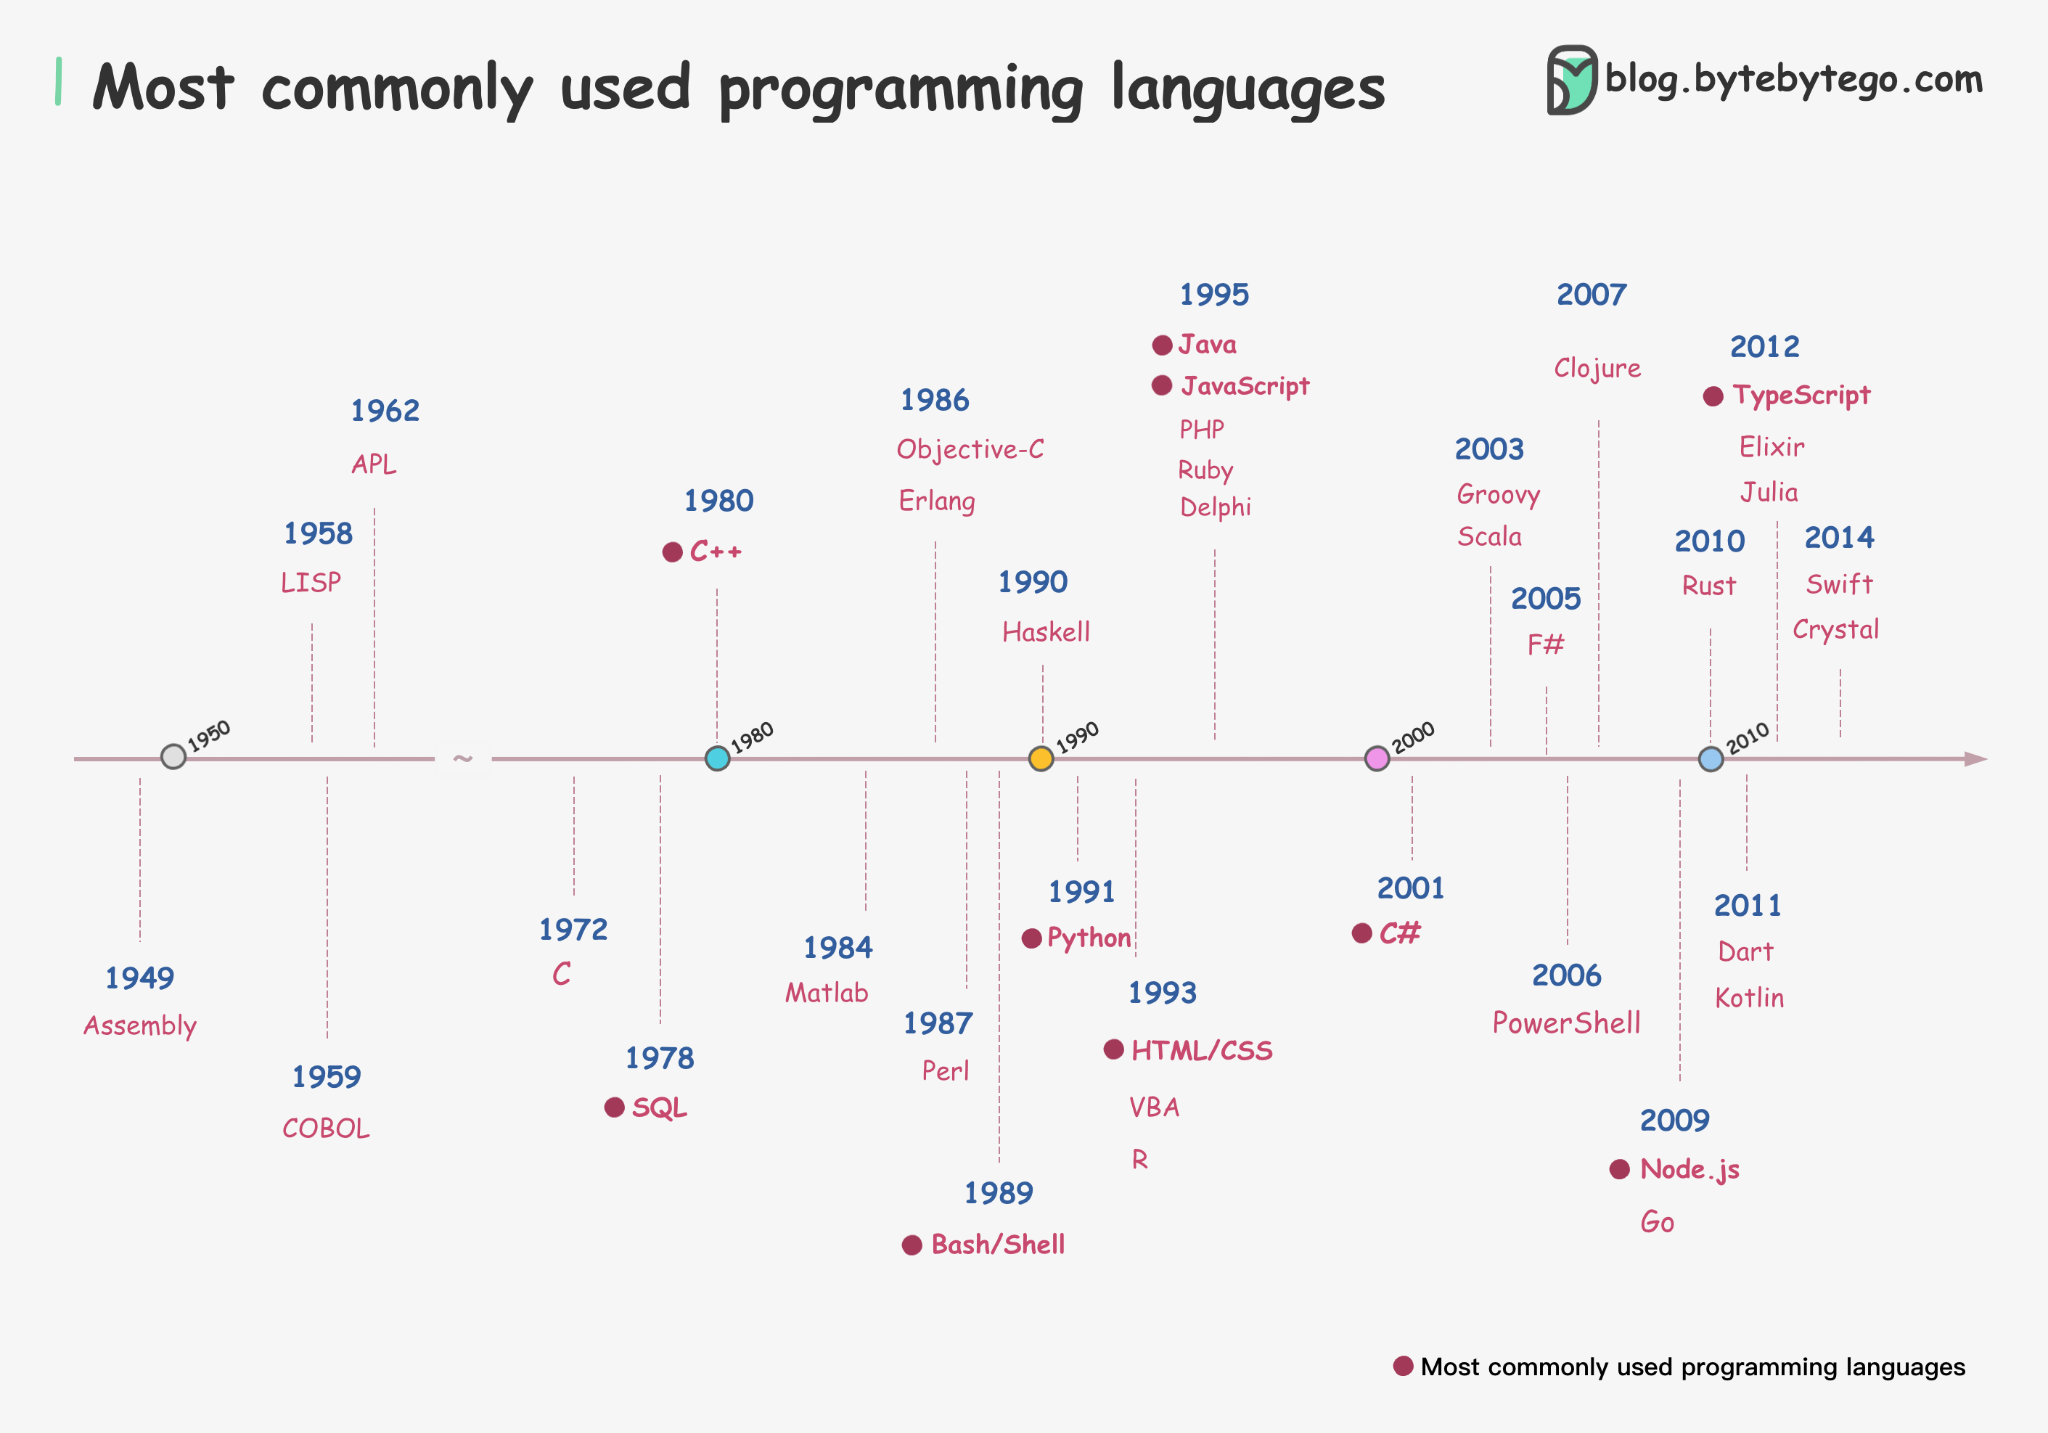 Most commonly used programming languages
blog.bytebytego.com
1995
Java
JavaScript
PHP
Ruby
Delphi
2007
Clojure
2012
TypeScript
Elixir
Julia
1962
APL
1986
Objective-C
Erlang
2003
Groovy
Scala
1958
LISP
1980
C++
1990
Haskell
2005
F#
2010
Rust
2014
Swift
Crystal
1950
~
1980
1990
2000
2010
1949
Assembly
1959
COBOL
1972
C
1978
SQL
1984
Matlab
1987
Perl
1989
Bash/Shell
1991
Python
1993
HTML/CSS
VBA
R
2001
C#
2006
PowerShell
2009
Node.js
Go
2011
Dart
Kotlin
Most commonly used programming languages